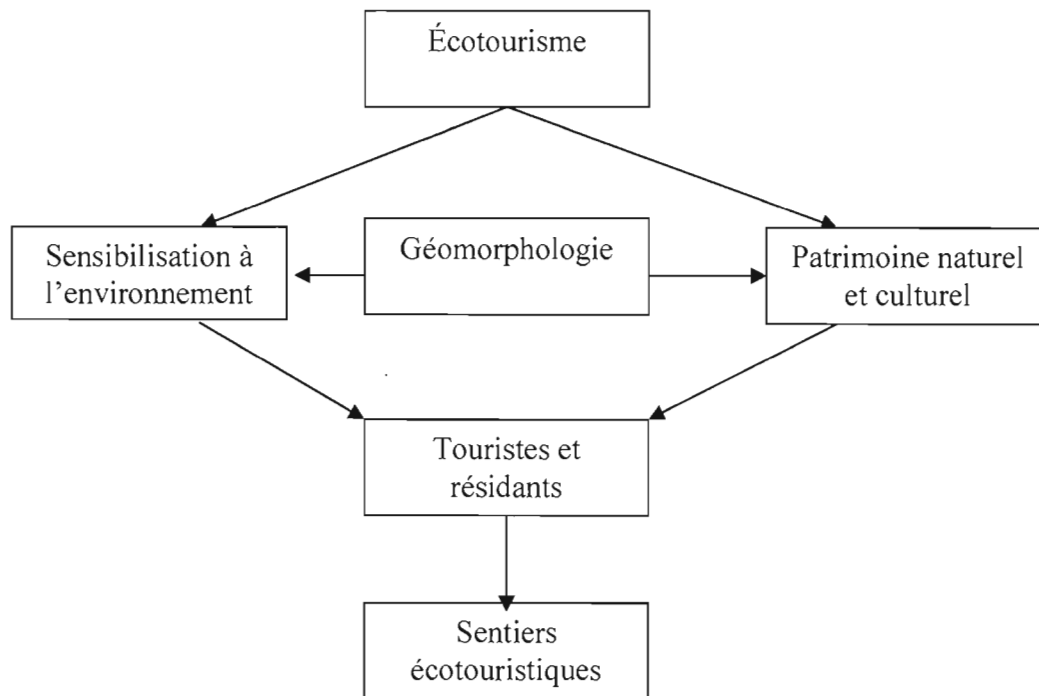 Écotourisme
Sensibilisation à
l'environnement
Géomorphologie
Patrimoine naturel
et culturel
Touristes et
résidants
Sentiers
écotouristiques